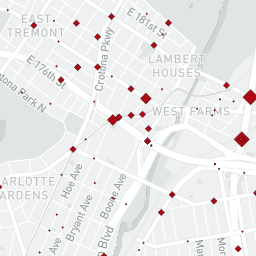 EAST
TREMONT
E 181st St
Crotona Pkwy
LAMBERT
HOUSES
E 176th St
Crotona Park N
WEST FARMS
CHARLOTTE
GARDENS
Hoe Ave
Bryant Ave
Boone Ave
Ave
Blvd